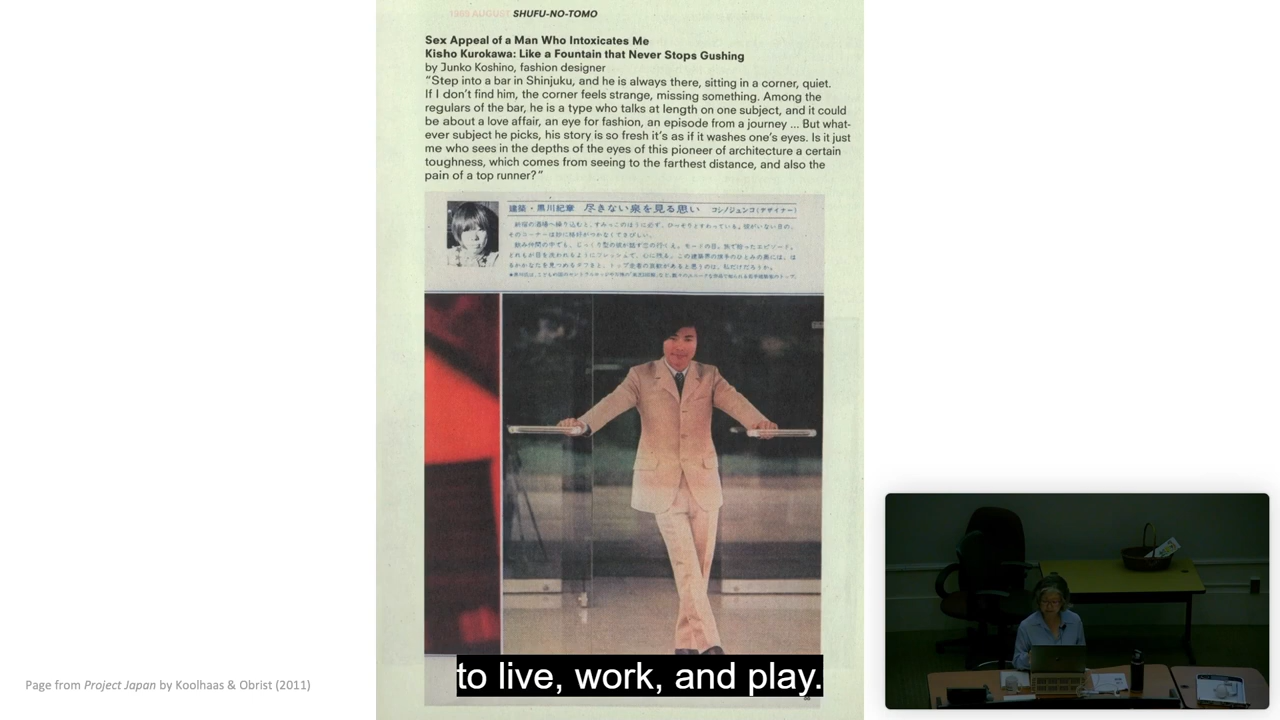 1969 AUGUST SHUFU-NO-TOMO
Sex Appeal of a Man Who Intoxicates Me
Kisho Kurokawa: Like a Fountain that Never Stops Gushing
by Junko Koshino, fashion designer
“Step into a bar in Shinjuku, and he is always there, sitting in a corner, quiet.
If I don’t find him, the corner feels strange, missing something. Among the
regulars of the bar, he is a type who talks at length on one subject, and it could
be about a love affair, an eye for fashion, an episode from a journey ... But what-
ever subject he picks, his story is so fresh it’s as if it washes one’s eyes. Is it just
me who sees in the depths of the eyes of this pioneer of architecture a certain
toughness, which comes from seeing to the farthest distance, and also the
pain of a top runner?”
建築・黒川紀章 尽きない泉を見る思い コシノジュンコ(デザイナー)
to live, work, and play.
Page from Project Japan by Koolhaas & Obrist (2011)